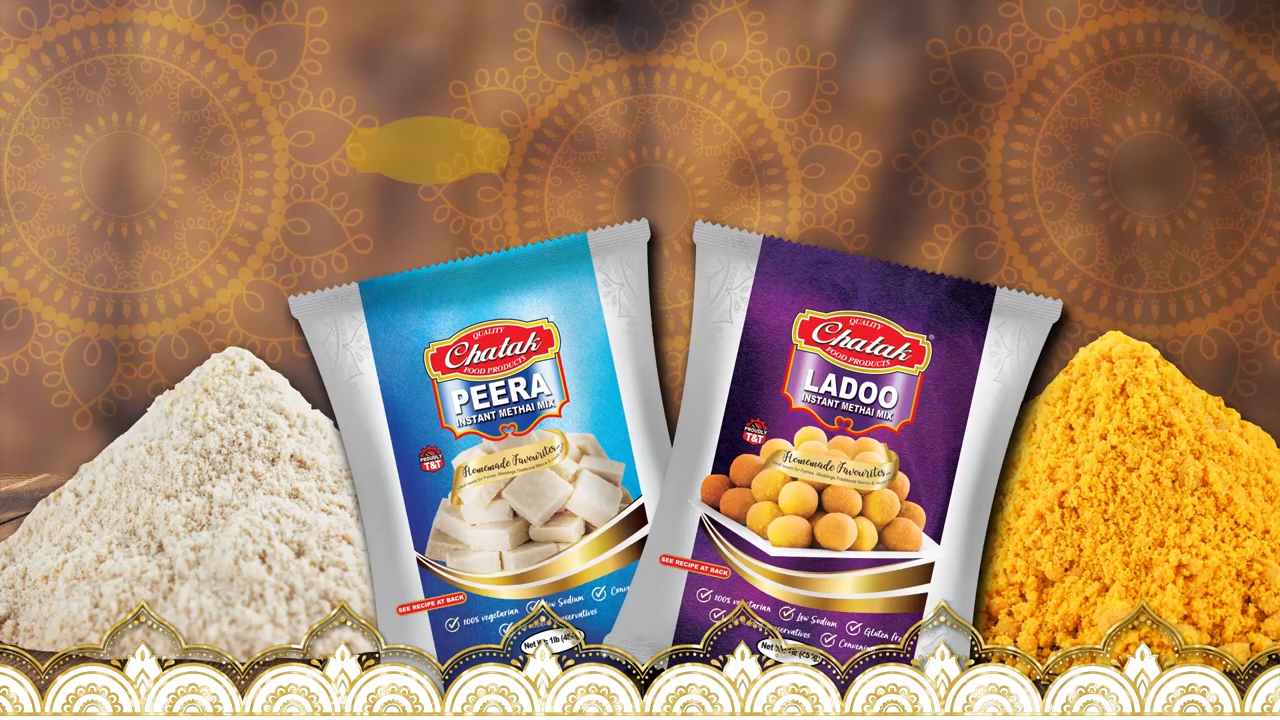 QUALITY
Chatak
FOOD PRODUCTS
PEERA
INSTANT METHAI MIX
PROUDLY
T&T
Homemade Favourites
SEE RECIPE AT BACK
100% vegetarian
Low Sodium
QUALITY
Chatak®
FOOD PRODUCTS
LADOO
INSTANT METHAI MIX
PROUDLY
T&T
Homemade Favourites
SEE RECIPE AT BACK
100% vegetarian
Low Sodium
Gluten